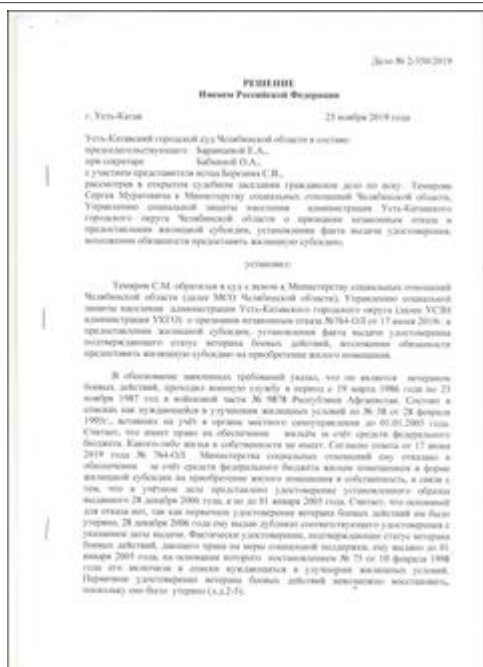 Дело № 2-350/2019
РЕШЕНИЕ
Именем Российской Федерации
г. Усть-Катав 25 ноября 2019 года
Усть-Катавский городской суд Челябинской области в составе:
председательствующего Баранцевой Е.А.,
при секретаре Бабкиной О.А.,
с участием представителя истца Березина С.В.,
рассмотрев в открытом судебном заседании гражданское дело по иску Темирова
Сергея Муратовича к Министерству социальных отношений Челябинской области,
Управлению социальной защиты населения администрации Усть-Катавского
городского округа Челябинской области о признании незаконным отказа в
предоставлении жилищной субсидии, установлении факта выдачи удостоверения,
возложении обязанности предоставить жилищную субсидию,
установил:
Темиров С.М. обратился в суд с иском к Министерству социальных отношений
Челябинской области (далее МСО Челябинской области), Управлению социальной
защиты населения администрации Усть-Катавского городского округа (далее УСЗН
администрации УКГО) о признании незаконным отказа №764-ОЛ от 17 июня 2019г. в
предоставлении жилищной субсидии, установлении факта выдачи удостоверения
подтверждающего статус ветерана боевых действий, возложении обязанности
предоставить жилищную субсидию на приобретение жилого помещения.
В обоснование заявленных требований указал, что он является ветераном
боевых действий, проходил военную службу в период с 19 марта 1986 года по 23
ноября 1987 год в войсковой части № 9878 Республики Афганистан. Состоит в
списках как нуждающейся в улучшении жилищных условий по № 38 от 28 февраля
1995г., вставших на учёт в органы местного самоуправления до 01.01.2005 года.
Считает, что имеет право на обеспечение жильём за счёт средств федерального
бюджета. Какого-либо жилья в собственности не имеет. Согласно ответа от 17 июня
2019 года № 764-ОЛ Министерства социальных отношений ему отказано в
обеспечении за счёт средств федерального бюджета жилым помещением в форме
жилищной субсидии на приобретение жилого помещения в собственность, в связи с
тем, что в учётном деле представлено удостоверение установленного образца
выданного 28 декабря 2006 года, а не до 01 января 2005 года. Считает, что оснований
для отказа нет, так как первичное удостоверение ветерана боевых действий им было
утеряно, 28 декабря 2006 года ему выдан дубликат соответствующего удостоверения с
указанием даты выдачи. Фактически удостоверение, подтверждающее статус ветерана
боевых действий, дающего право на меры социальной поддержки, ему выдано до 01
января 2005 года, на основании которого постановлением № 75 от 10 февраля 1998
года его включили в списки нуждающихся в улучшении жилищных условий.
Первичное удостоверение ветерана боевых действий невозможно восстановить,
поскольку оно было утеряно (л.д.2-5).